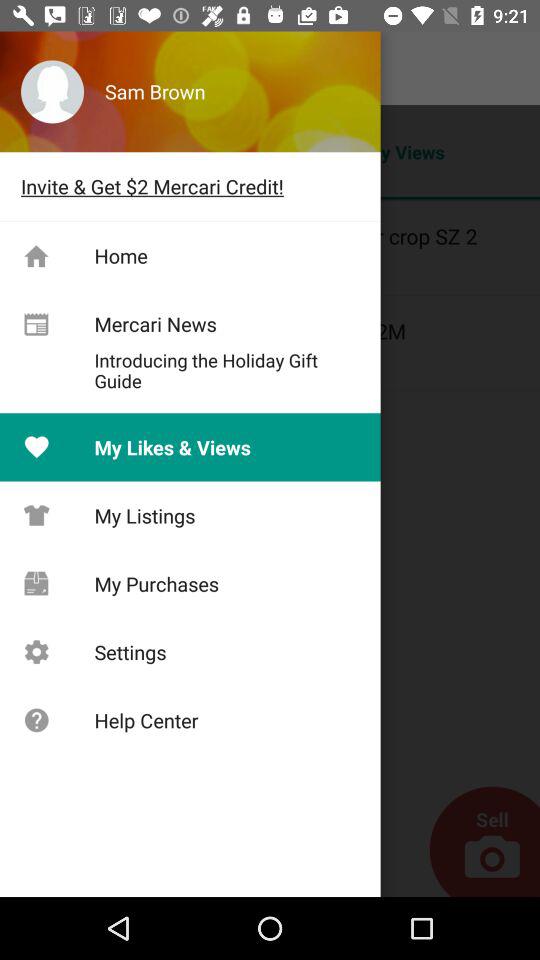 FAKE
9:21
Sam Brown
Invite & Get $2 Mercari Credit!
y Views
r crop SZ 2
Home
Mercari News
2M
Introducing the Holiday Gift
Guide
My Likes & Views
My Listings
My Purchases
Settings
Help Center
Sell